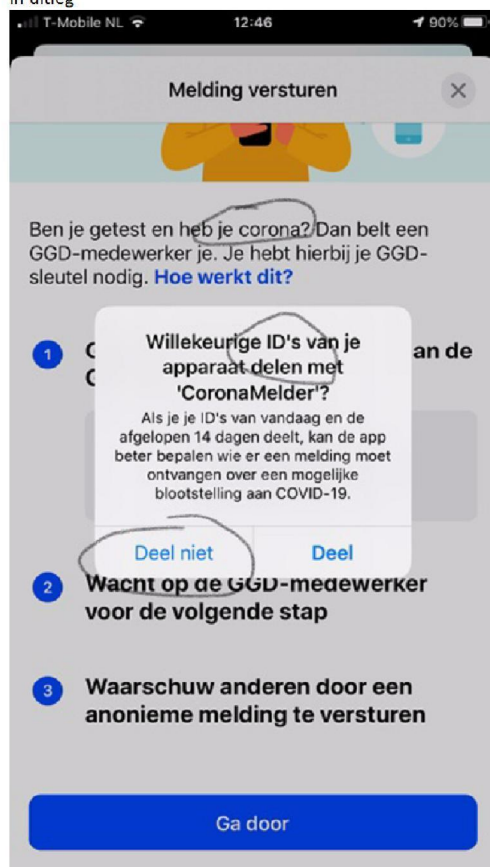 T-Mobile NL
12:46
90%
Melding versturen
Ben je getest en heb je corona? Dan belt een
GGD-medewerker je. Je hebt hierbij je GGD-
sleutel nodig. Hoe werkt dit?
1
an de
Willekeurige ID's van je
apparaat delen met
'CoronaMelder'?
Als je je ID's van vandaag en de
afgelopen 14 dagen deelt, kan de app
beter bepalen wie er een melding moet
ontvangen over een mogelijke
blootstelling aan COVID-19.
Deel niet
Deel
2
Wacht op de GGD-medewerker
voor de volgende stap
3
Waarschuw anderen door een
anonieme melding te versturen
Ga door